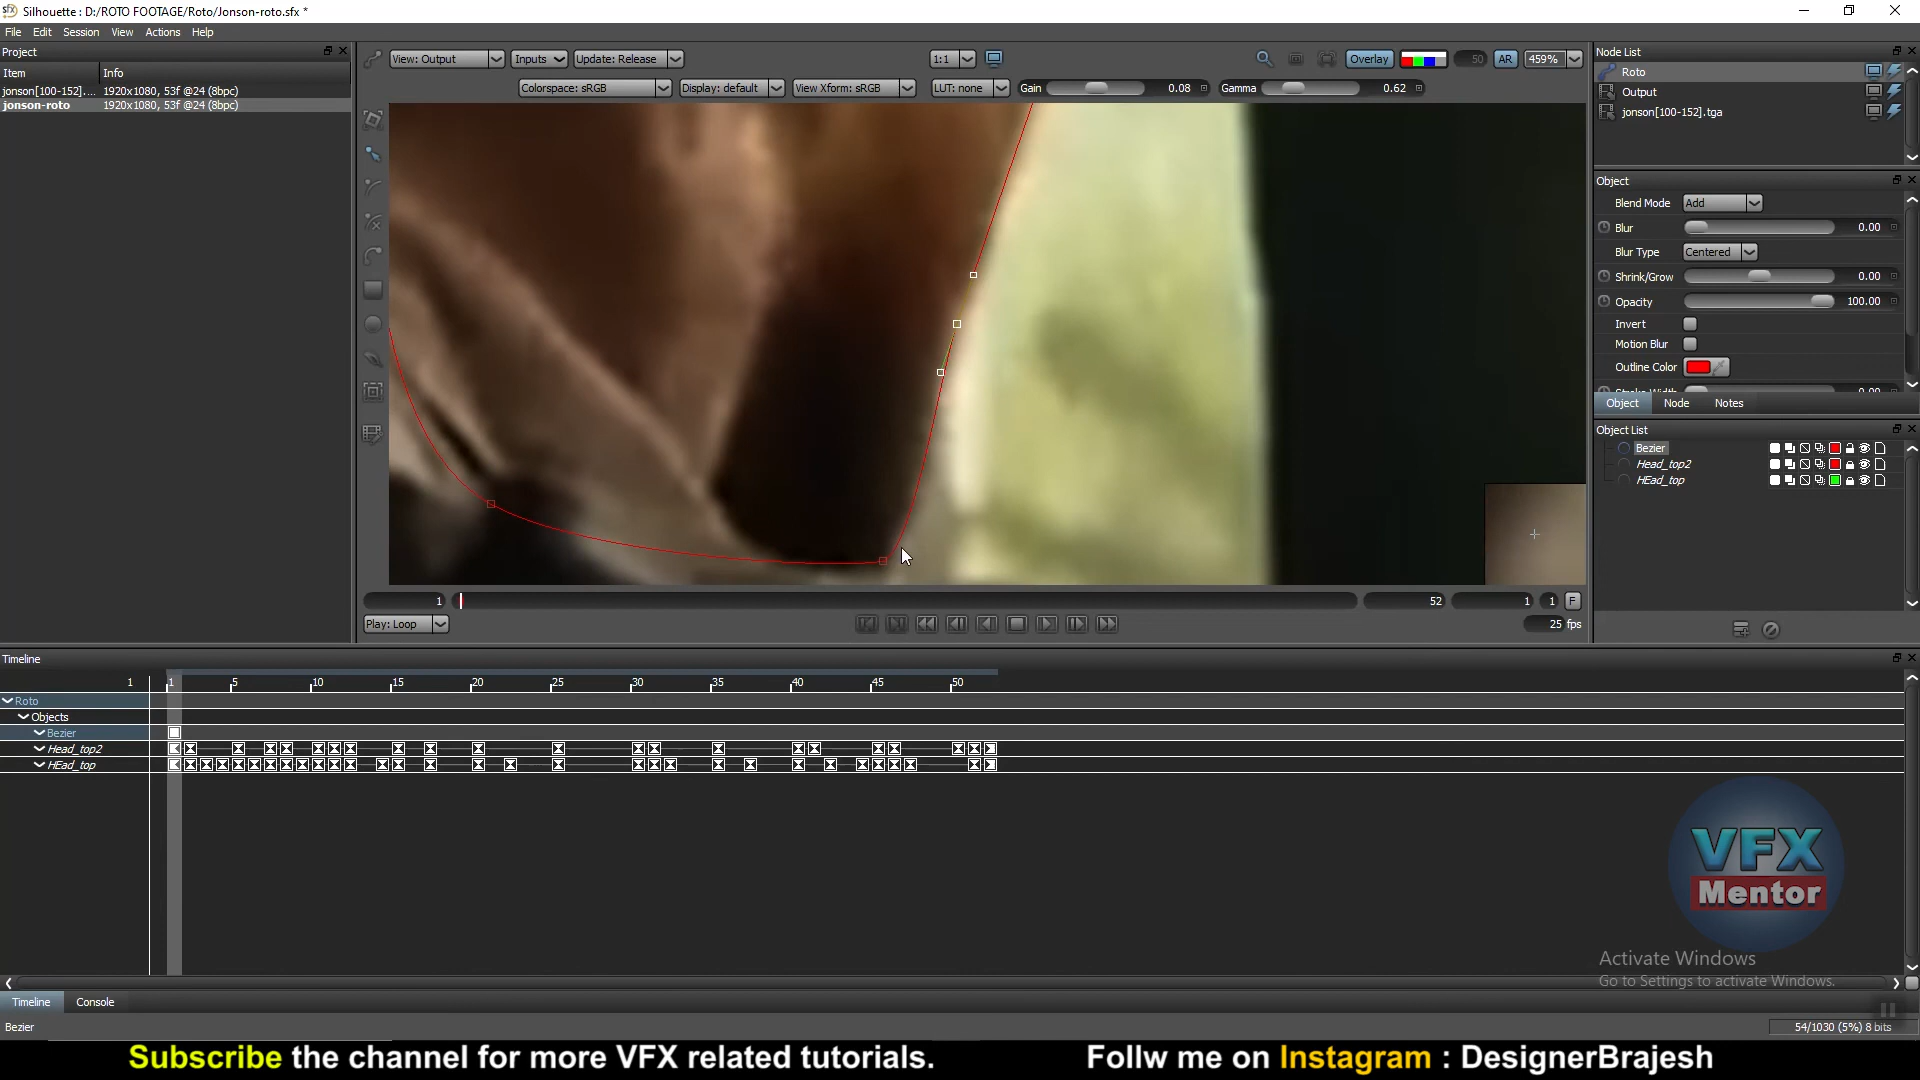 Silhouette : D:/ROTO FOOTAGE/Roto/Jonson-roto.sfx *
File Edit Session View Actions Help
Project
Item Info
jonson[100-152].... 1920x1080, 53f @24 (8bpc)
jonson-roto 1920x1080, 53f @24 (8bpc)
View: Output Inputs Update: Release 1:1 Overlay 50 AR 459%
Colorspace: sRGB Display: default View Xform: sRGB LUT: none Gain 0.08 Gamma 0.62
Node List
Roto
Output
jonson[100-152].tga
Object
Blend Mode Add
Blur 0.00
Blur Type Centered
Shrink/Grow 0.00
Opacity 100.00
Invert
Motion Blur
Outline Color
Stroke Width 0.00
Object Node Notes
Object List
Bezier
Head_top2
HEad_top
1 52 1 1 F
Play: Loop 25 fps
Timeline
1 1 5 10 15 20 25 30 35 40 45 50
Roto
Objects
Bezier
Head_top2
HEad_top
VFX
Mentor
Activate Windows
Go to Settings to activate Windows.
Timeline Console
Bezier 54/1030 (5%) 8 bits
Subscribe the channel for more VFX related tutorials. Follw me on Instagram : DesignerBrajesh